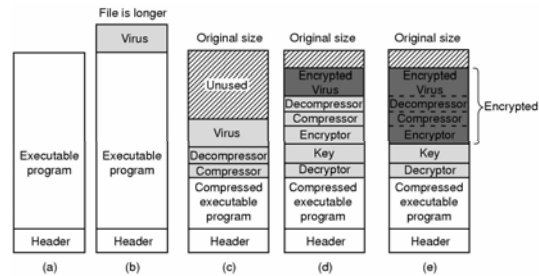 File is longer
Original size
Original size
Original size
Virus
Executable
program
Header
(a)
Executable
program
Header
(b)
Unused
Virus
Decompressor
Compressor
Compressed
executable
program
Header
(c)
Encrypted
Virus
Decompressor
Compressor
Encryptor
Key
Decryptor
Compressed
executable
program
Header
(d)
Encrypted
Virus
Decompressor
Compressor
Encryptor
Key
Decryptor
Compressed
executable
program
Header
(e)
Encrypted